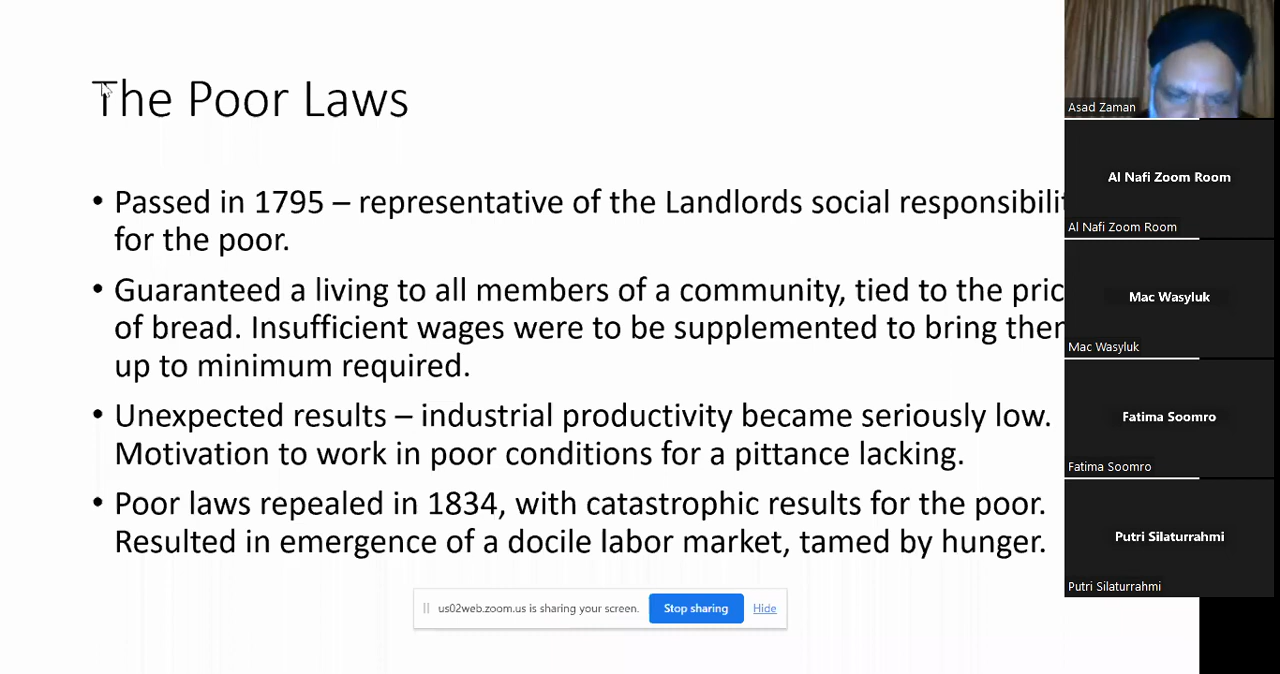 The Poor Laws
• Passed in 1795 – representative of the Landlords social responsibilit
for the poor.
• Guaranteed a living to all members of a community, tied to the pric
of bread. Insufficient wages were to be supplemented to bring then
up to minimum required.
• Unexpected results – industrial productivity became seriously low.
Motivation to work in poor conditions for a pittance lacking.
• Poor laws repealed in 1834, with catastrophic results for the poor.
Resulted in emergence of a docile labor market, tamed by hunger.
us02web.zoom.us is sharing your screen.
Stop sharing
Hide
Asad Zaman
Al Nafi Zoom Room
Al Nafi Zoom Room
Mac Wasyluk
Mac Wasyluk
Fatima Soomro
Fatima Soomro
Putri Silaturrahmi
Putri Silaturrahmi